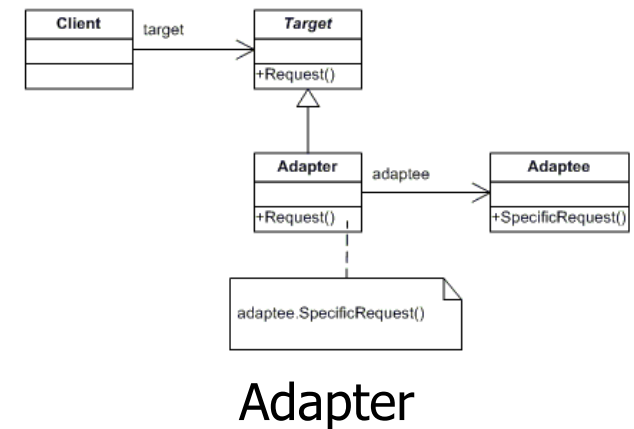 Client
target
Target
+Request()
Adapter
adaptee
Adaptee
+Request()
+SpecificRequest()
adaptee.SpecificRequest()
Adapter